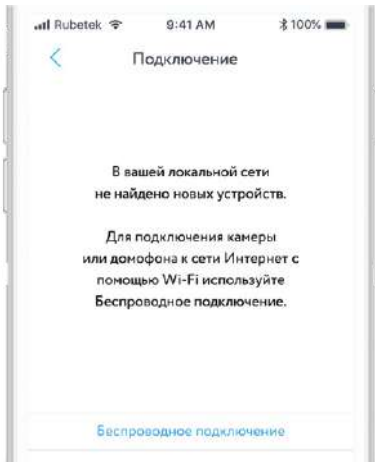 Rubetek 9:41 AM 100%
Подключение
В вашей локальной сети
не найдено новых устройств.
Для подключения камеры
или домофона к сети Интернет с
помощью Wi-Fi используйте
Беспроводное подключение.
Беспроводное подключение